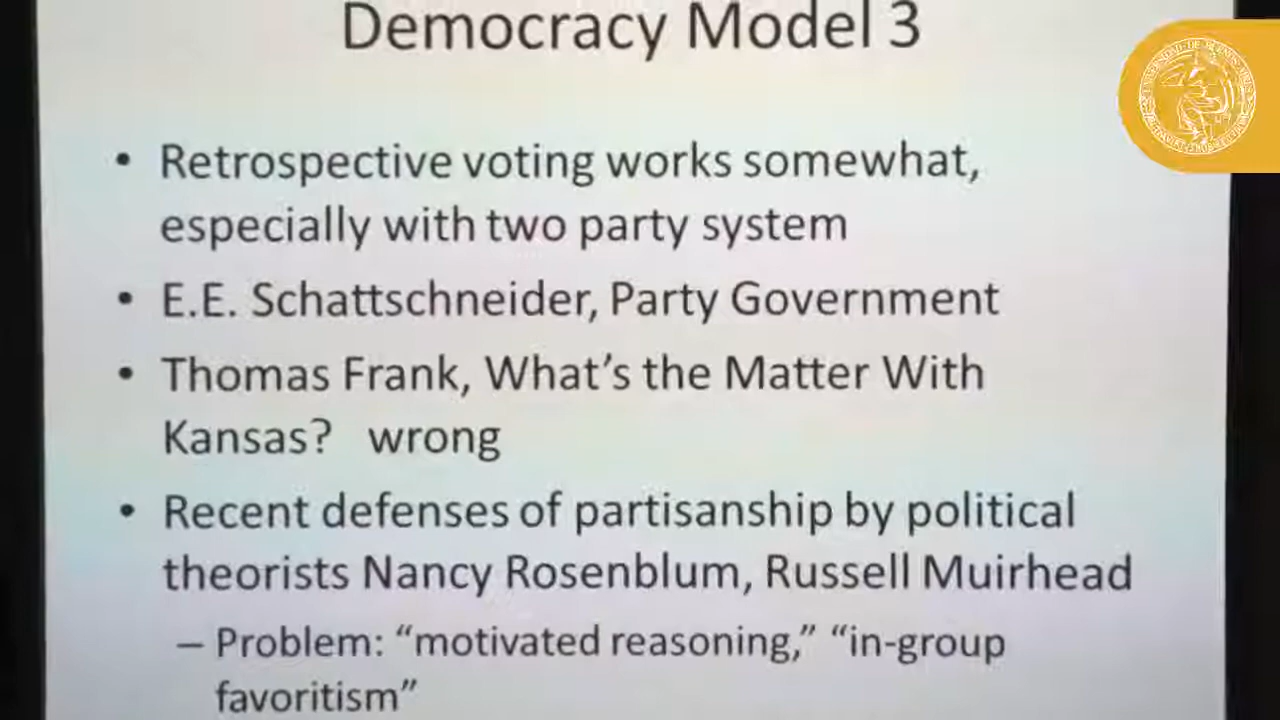 Democracy Model 3
• Retrospective voting works somewhat,
especially with two party system
• E.E. Schattschneider, Party Government
• Thomas Frank, What’s the Matter With
Kansas? wrong
• Recent defenses of partisanship by political
theorists Nancy Rosenblum, Russell Muirhead
– Problem: “motivated reasoning,” “in-group
favoritism”